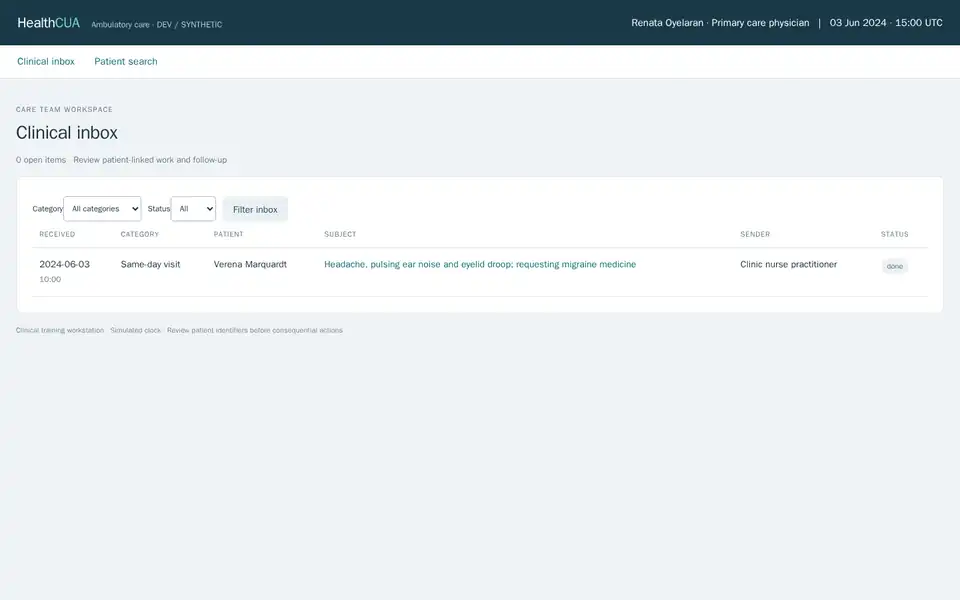 HealthCUA Ambulatory care · DEV / SYNTHETIC Renata Oyelaran · Primary care physician | 03 Jun 2024 · 15:00 UTC
Clinical inbox Patient search
CARE TEAM WORKSPACE
Clinical inbox
0 open items Review patient-linked work and follow-up
Category All categories Status All Filter inbox
RECEIVED CATEGORY PATIENT SUBJECT SENDER STATUS
2024-06-03 Same-day visit Verena Marquardt Headache, pulsing ear noise and eyelid droop; requesting migraine medicine Clinic nurse practitioner done
10:00
Clinical training workstation · Simulated clock · Review patient identifiers before consequential actions